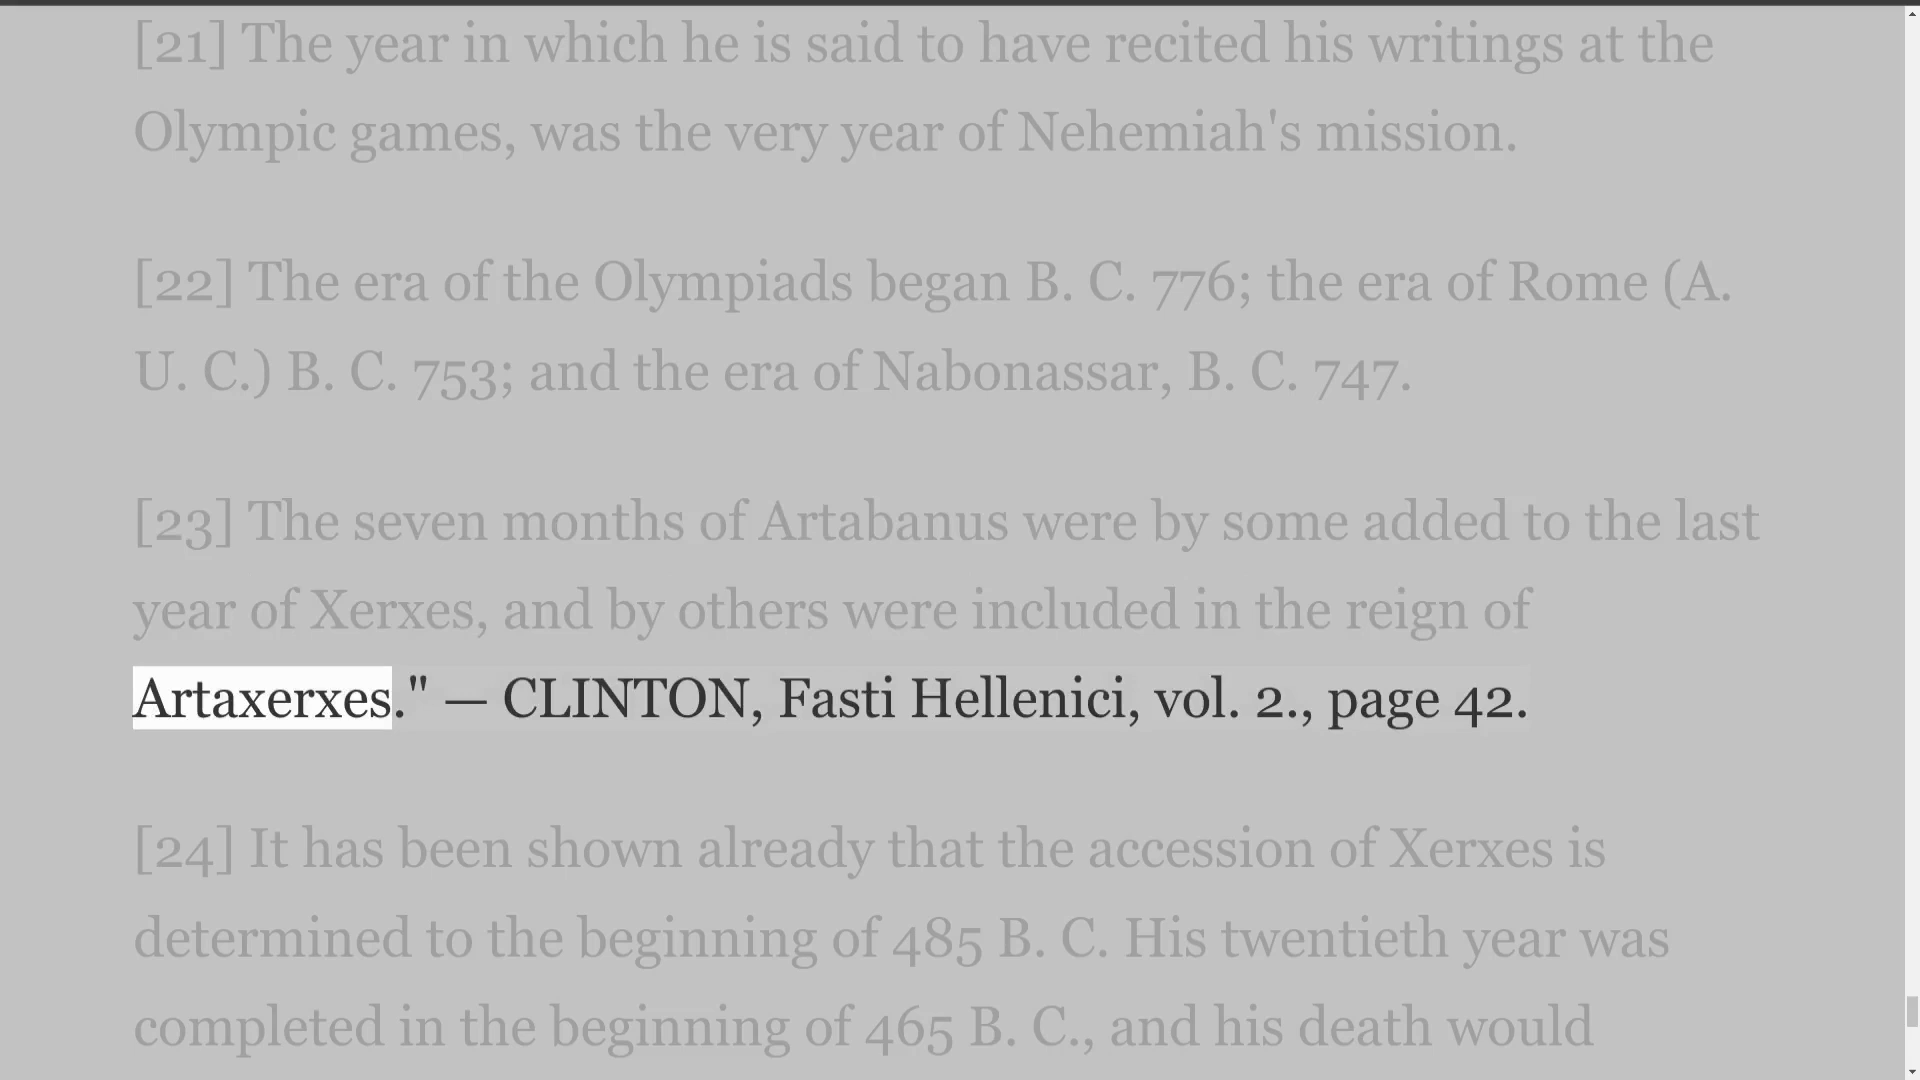 [21] The year in which he is said to have recited his writings at the
Olympic games, was the very year of Nehemiah's mission.
[22] The era of the Olympiads began B. C. 776; the era of Rome (A.
U. C.) B. C. 753; and the era of Nabonassar, B. C. 747.
[23] The seven months of Artabanus were by some added to the last
year of Xerxes, and by others were included in the reign of
Artaxerxes." — CLINTON, Fasti Hellenici, vol. 2., page 42.
[24] It has been shown already that the accession of Xerxes is
determined to the beginning of 485 B. C. His twentieth year was
completed in the beginning of 465 B. C., and his death would